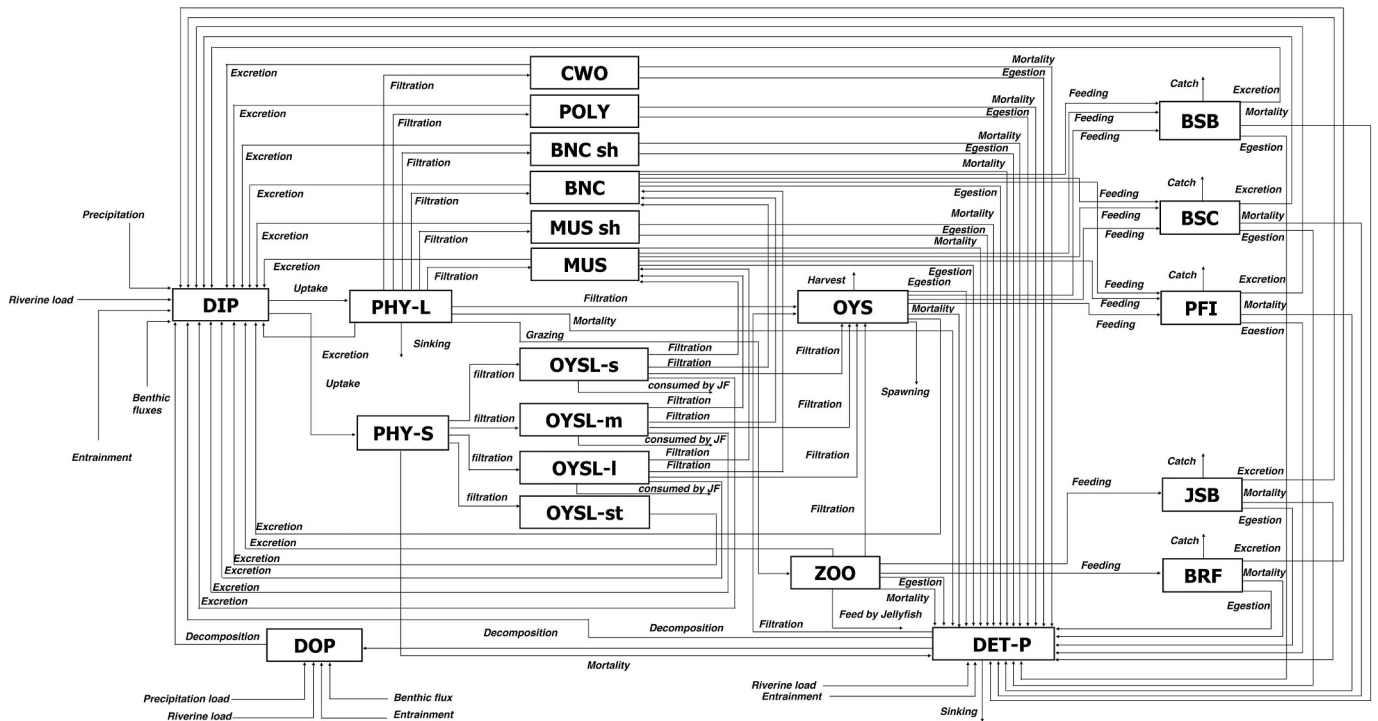 Mortality
Excretion
CWO
Egestion
Filtration
Catch
Feeding
Excretion
Mortality
POLY
Egestion
BSB
Mortality
Excretion
Filtration
Feeding
Mortality
Feeding
BNC sh
Egestion
Egestion
Filtration
Mortality
Excretion
BNC
Catch
Excretion
Filtration
Egestion
Feeding
Precipitation
Feeding
BSC
Mortality
MUS sh
Mortality
Feeding
Egestion
Excretion
Filtration
Egestion
Mortality
MUS
Excretion
Filtration
Harvest
Egestion
Egestion
Catch
Excretion
Uptake
Feeding
Riverine load
DIP
PHY-L
Filtration
OYS
Mortality
Feeding
PFI
Mortality
Mortality
Feeding
Egestion
Grazing
Excretion
Sinking
OYSL-s
Filtration
Filtration
Filtration
Uptake
filtration
consumed by JF
Spawning
Benthic
fluxes
Filtration
OYSL-m
Filtration
Filtration
PHY-S
filtration
consumed by JF
Entrainment
Filtration
filtration
OYSL-l
Filtration
Catch
Excretion
consumed by JF
Feeding
JSB
Mortality
filtration
OYSL-st
Egestion
Filtration
Excretion
Excretion
Catch
Excretion
Excretion
ZOO
Feeding
BRF
Mortality
Excretion
Egestion
Excretion
Mortality
Egestion
Excretion
Feed by Jellyfish
Decomposition
DOP
Decomposition
Decomposition
Filtration
DET-P
Mortality
Precipitation load
Benthic flux
Riverine load
Entrainment
Riverine load
Entrainment
Sinking